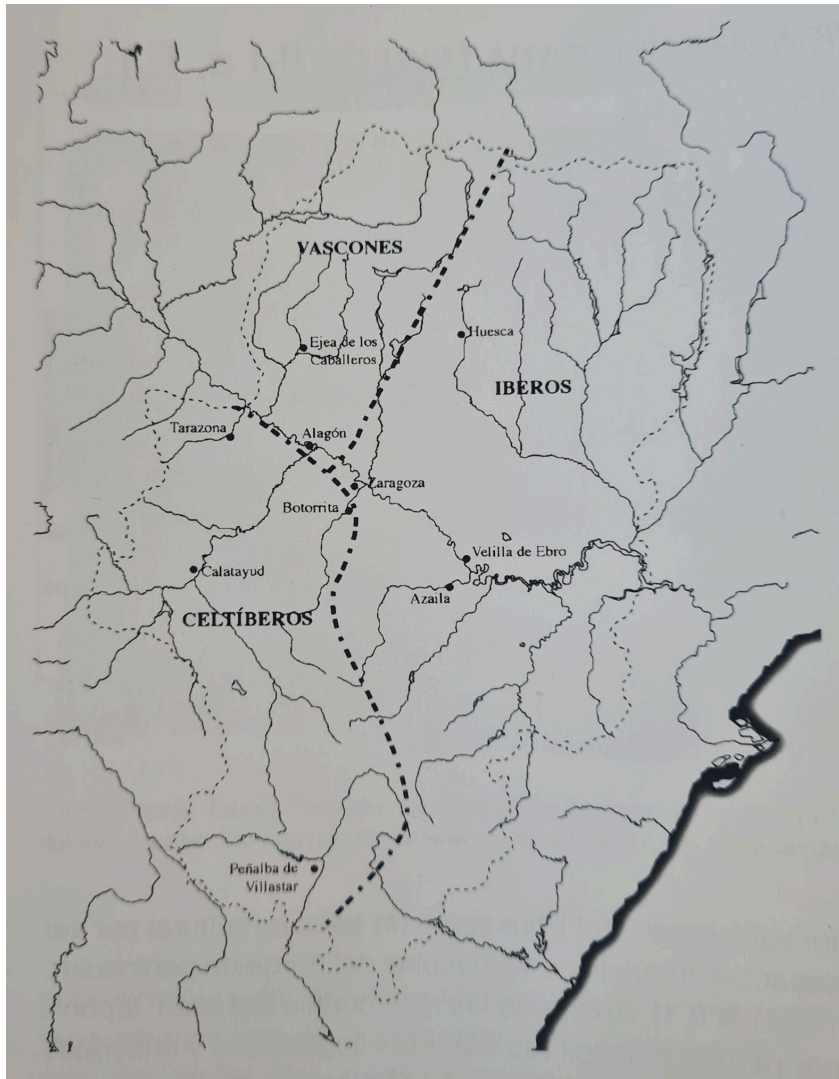 VASCONES
Ejea de los
Caballeros
Huesca
IBEROS
Tarazona
Alagón
Zaragoza
Botorrita
Velilla de Ebro
Calatayud
Azaila
CELTÍBEROS
Peñalba de
Villastar